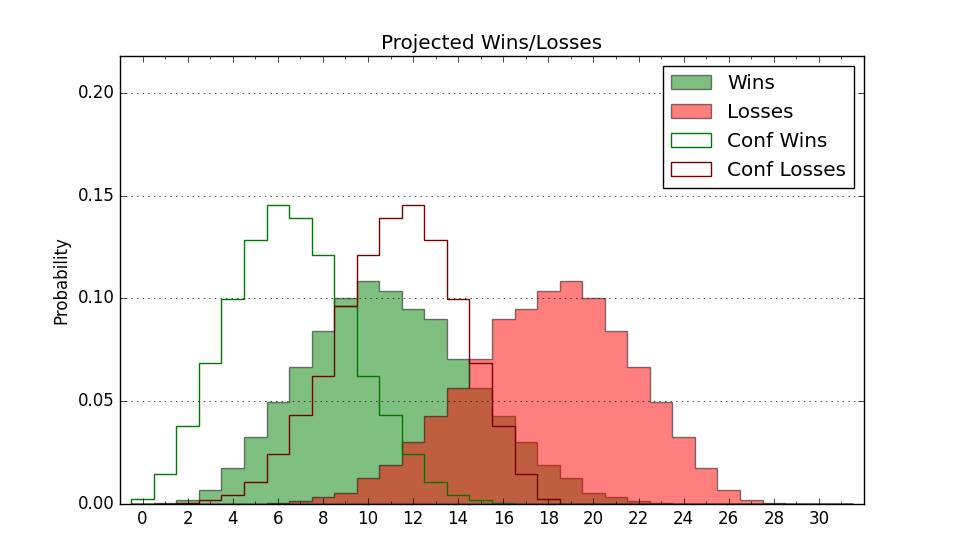 Projected Wins/Losses
Probability
0.20
0.15
0.10
0.05
0.00
Wins
Losses
Conf Wins
Conf Losses
0 2 4 6 8 10 12 14 16 18 20 22 24 26 28 30